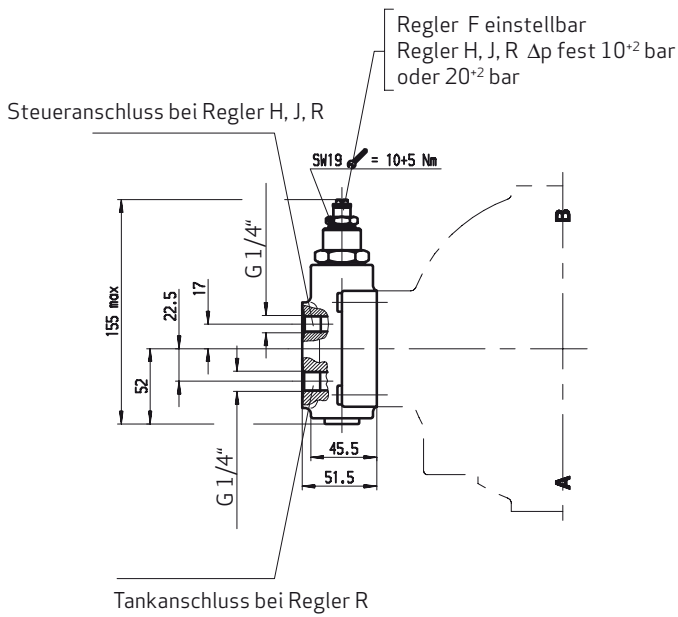 Regler F einstellbar
Regler H, J, R Δp fest 10⁺² bar
oder 20⁺² bar
Steueranschluss bei Regler H, J, R
SW19 = 10+5 Nm
G 1/4“
155 max
22.5
17
52
B
A
45.5
51.5
G 1/4“
Tankanschluss bei Regler R